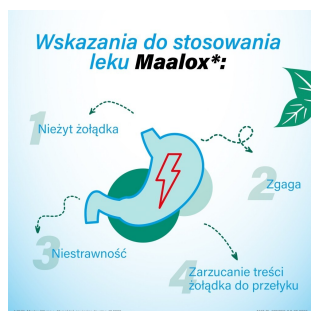 Wskazania do stosowania
leku Maalox*:
1
Nieżyt żołądka
2
Zgaga
3
Niestrawność
4
Zarzucanie treści
żołądka do przełyku